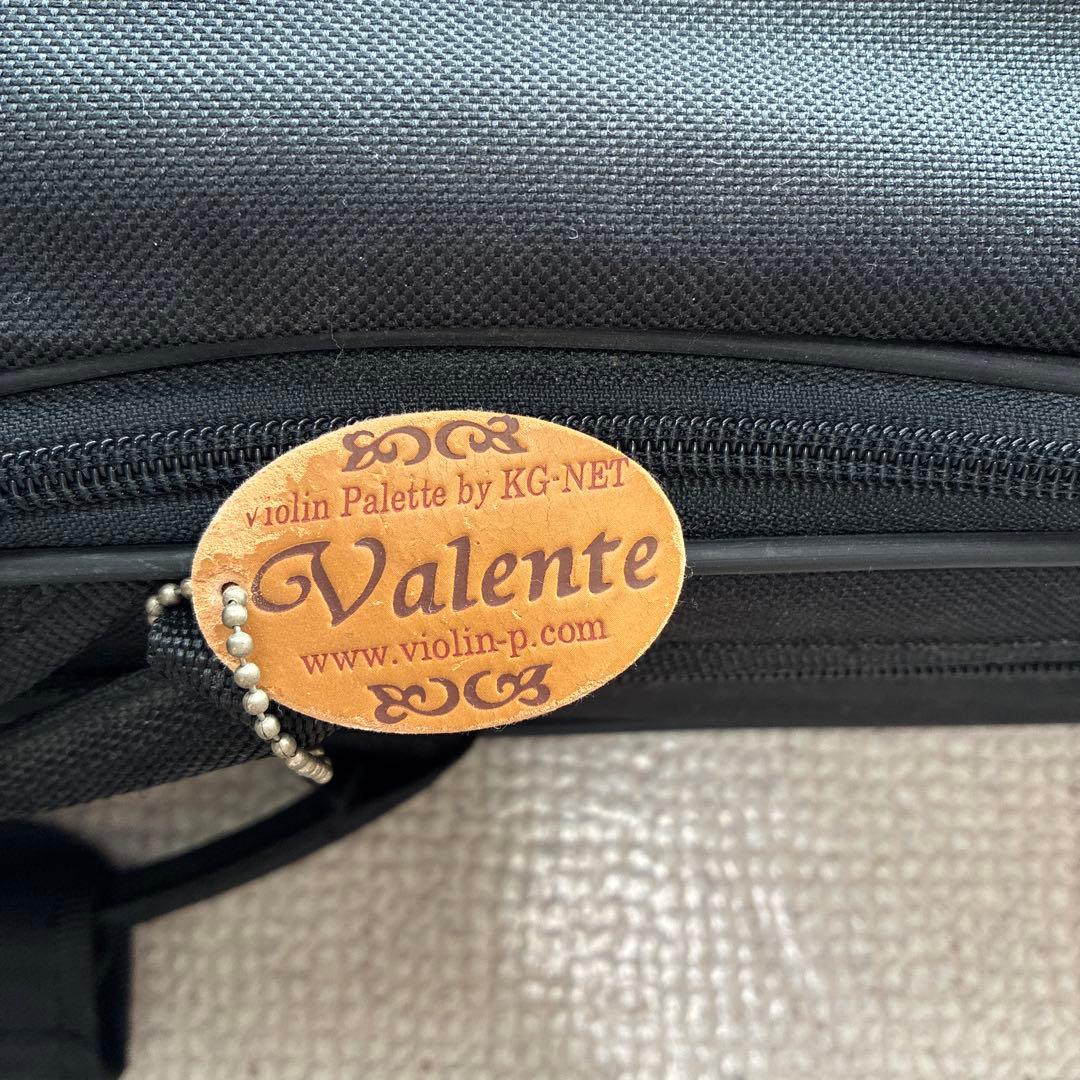 Violin Palette by KG-NET
Valente
www.violin-p.com